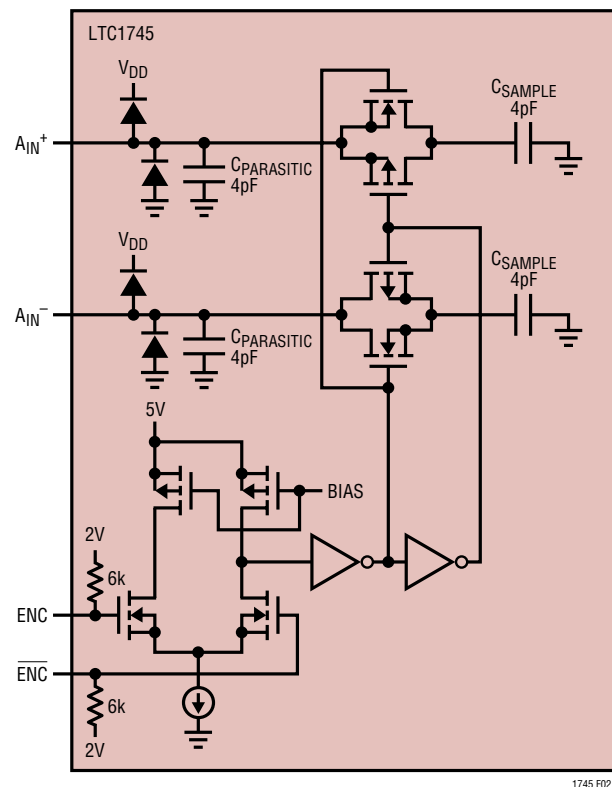 LTC1745
VDD
AIN+
CPARASITIC
4pF
CSAMPLE
4pF
VDD
AIN−
CPARASITIC
4pF
CSAMPLE
4pF
5V
BIAS
2V
6k
ENC
ENC
6k
2V
1745 F02